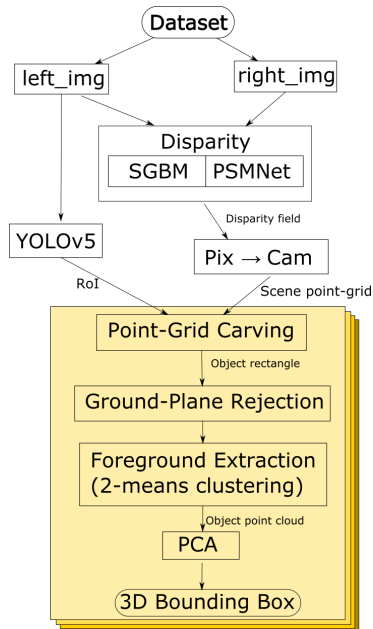 Dataset
left_img
right_img
Disparity
SGBM
PSMNet
Disparity field
YOLOv5
Pix → Cam
RoI
Scene point-grid
Point-Grid Carving
Object rectangle
Ground-Plane Rejection
Foreground Extraction
(2-means clustering)
Object point cloud
PCA
3D Bounding Box